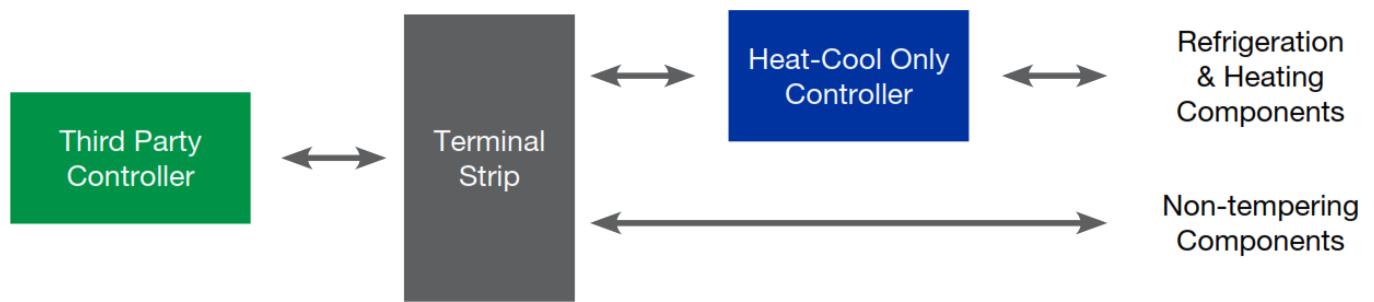 Third Party
Controller
Terminal
Strip
Heat-Cool Only
Controller
Refrigeration
& Heating
Components
Non-tempering
Components